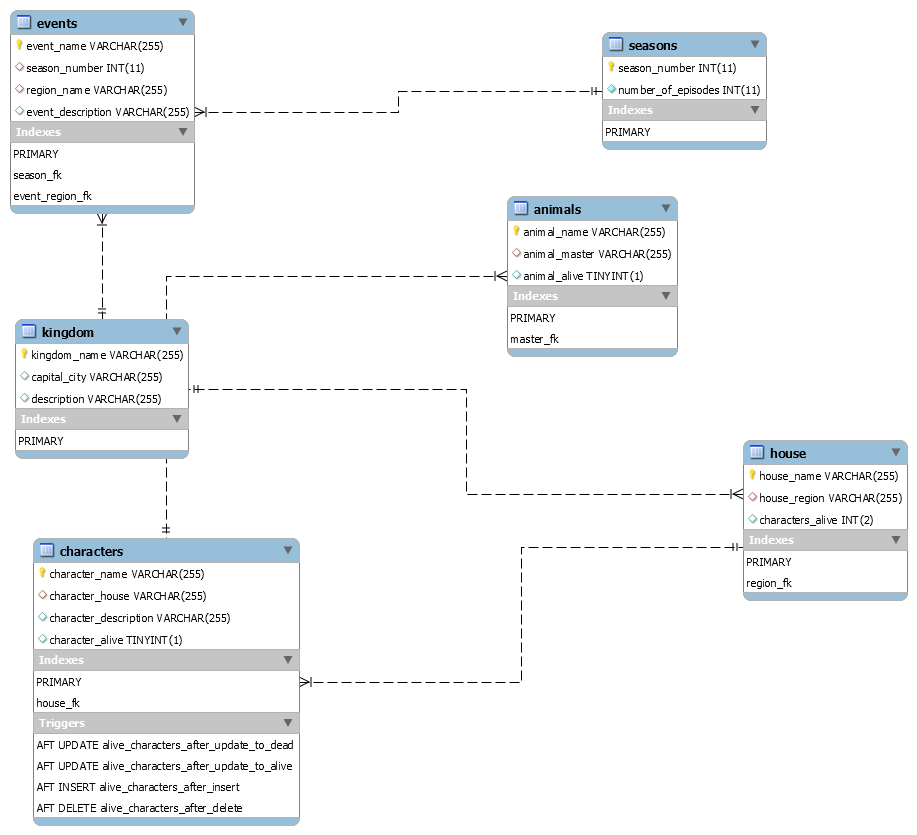 events
event_name VARCHAR(255)
season_number INT(11)
region_name VARCHAR(255)
event_description VARCHAR(255)
Indexes
PRIMARY
season_fk
event_region_fk
seasons
season_number INT(11)
number_of_episodes INT(11)
Indexes
PRIMARY
animals
animal_name VARCHAR(255)
animal_master VARCHAR(255)
animal_alive TINYINT(1)
Indexes
PRIMARY
master_fk
kingdom
kingdom_name VARCHAR(255)
capital_city VARCHAR(255)
description VARCHAR(255)
Indexes
PRIMARY
house
house_name VARCHAR(255)
house_region VARCHAR(255)
characters_alive INT(2)
Indexes
PRIMARY
region_fk
characters
character_name VARCHAR(255)
character_house VARCHAR(255)
character_description VARCHAR(255)
character_alive TINYINT(1)
Indexes
PRIMARY
house_fk
Triggers
AFT UPDATE alive_characters_after_update_to_dead
AFT UPDATE alive_characters_after_update_to_alive
AFT INSERT alive_characters_after_insert
AFT DELETE alive_characters_after_delete